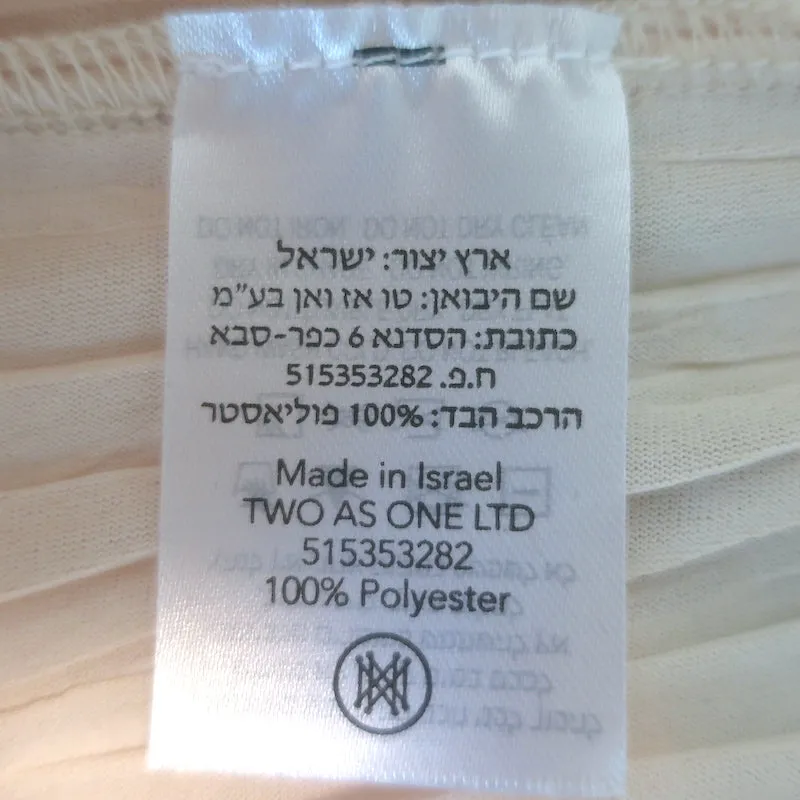 ארץ יצור: ישראל
שם היבואן: טו אז ואן בע"מ
כתובת: הסדנא 6 כפר-סבא
ח.פ. 515353282
הרכב הבד: 100% פוליאסטר
Made in Israel
TWO AS ONE LTD
515353282
100% Polyester